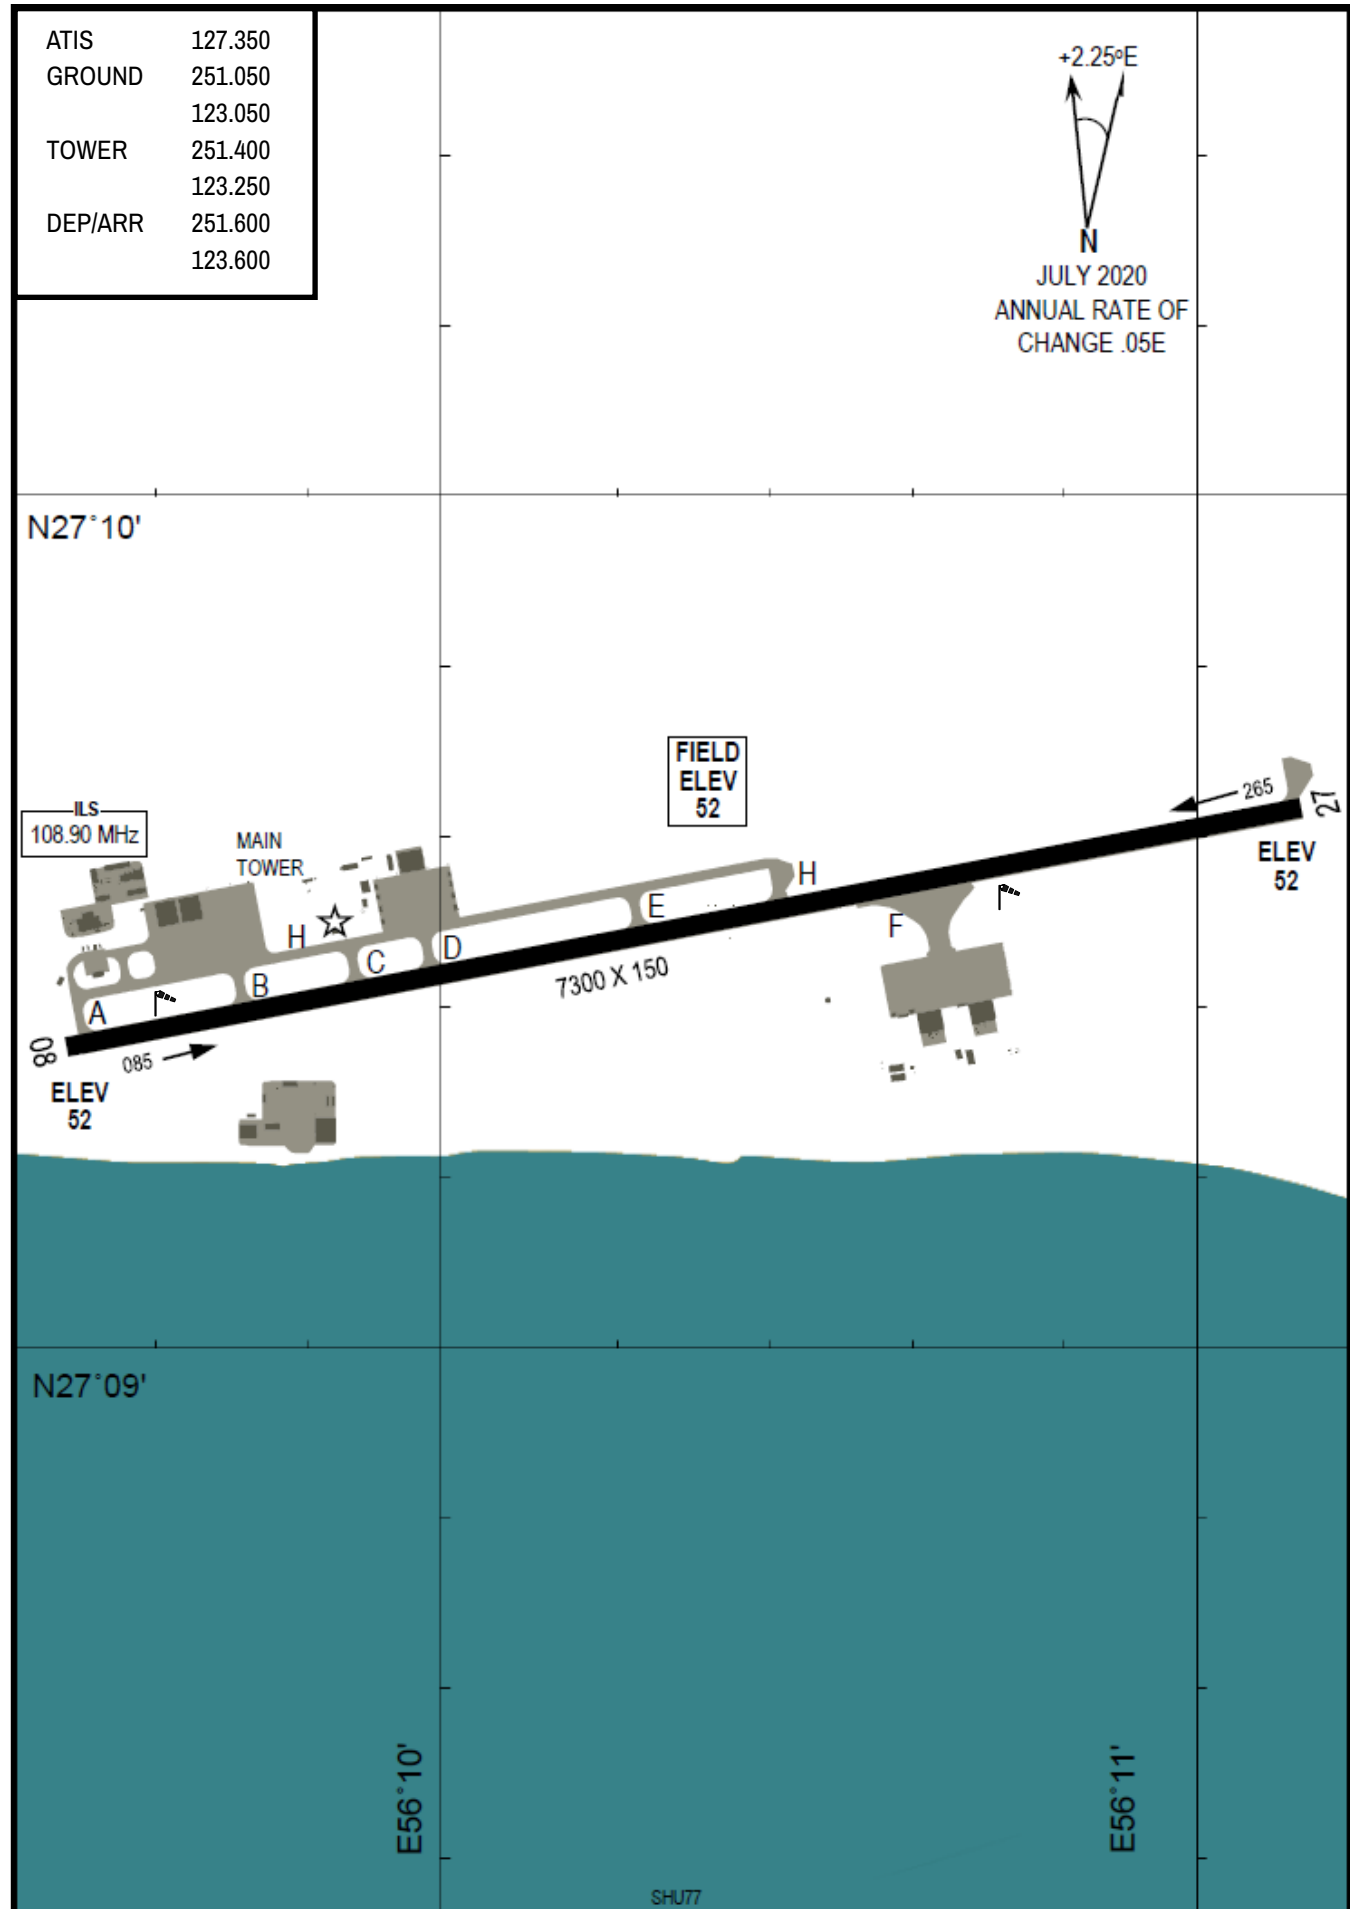 ATIS 127.350
GROUND 251.050
123.050
TOWER 251.400
123.250
DEP/ARR 251.600
123.600
+2.25ºE
N
JULY 2020
ANNUAL RATE OF
CHANGE .05E
N27°10'
FIELD
ELEV
52
265
27
ELEV
52
ILS
108.90 MHz
MAIN
TOWER
H
H
E
F
D
C
B
A
7300 X 150
08
085
ELEV
52
N27°09'
E56°10'
E56°11'
SHU77